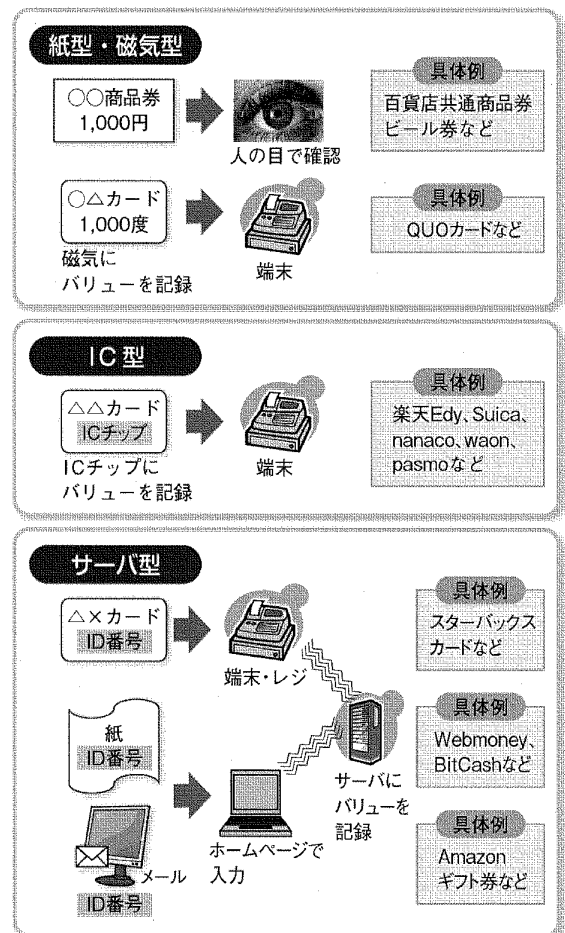 紙型・磁気型
○○商品券
1,000円
人の目で確認
具体例
百貨店共通商品券
ビール券など
○△カード
1,000度
磁気に
バリューを記録
端末
具体例
QUOカードなど
IC型
△△カード
ICチップ
ICチップに
バリューを記録
端末
具体例
楽天Edy、Suica、
nanaco、waon、
pasmoなど
サーバ型
△×カード
ID番号
端末・レジ
具体例
スターバックス
カードなど
紙
ID番号
メール
ID番号
ホームページで
入力
サーバに
バリューを
記録
具体例
Webmoney、
BitCashなど
具体例
Amazon
ギフト券など